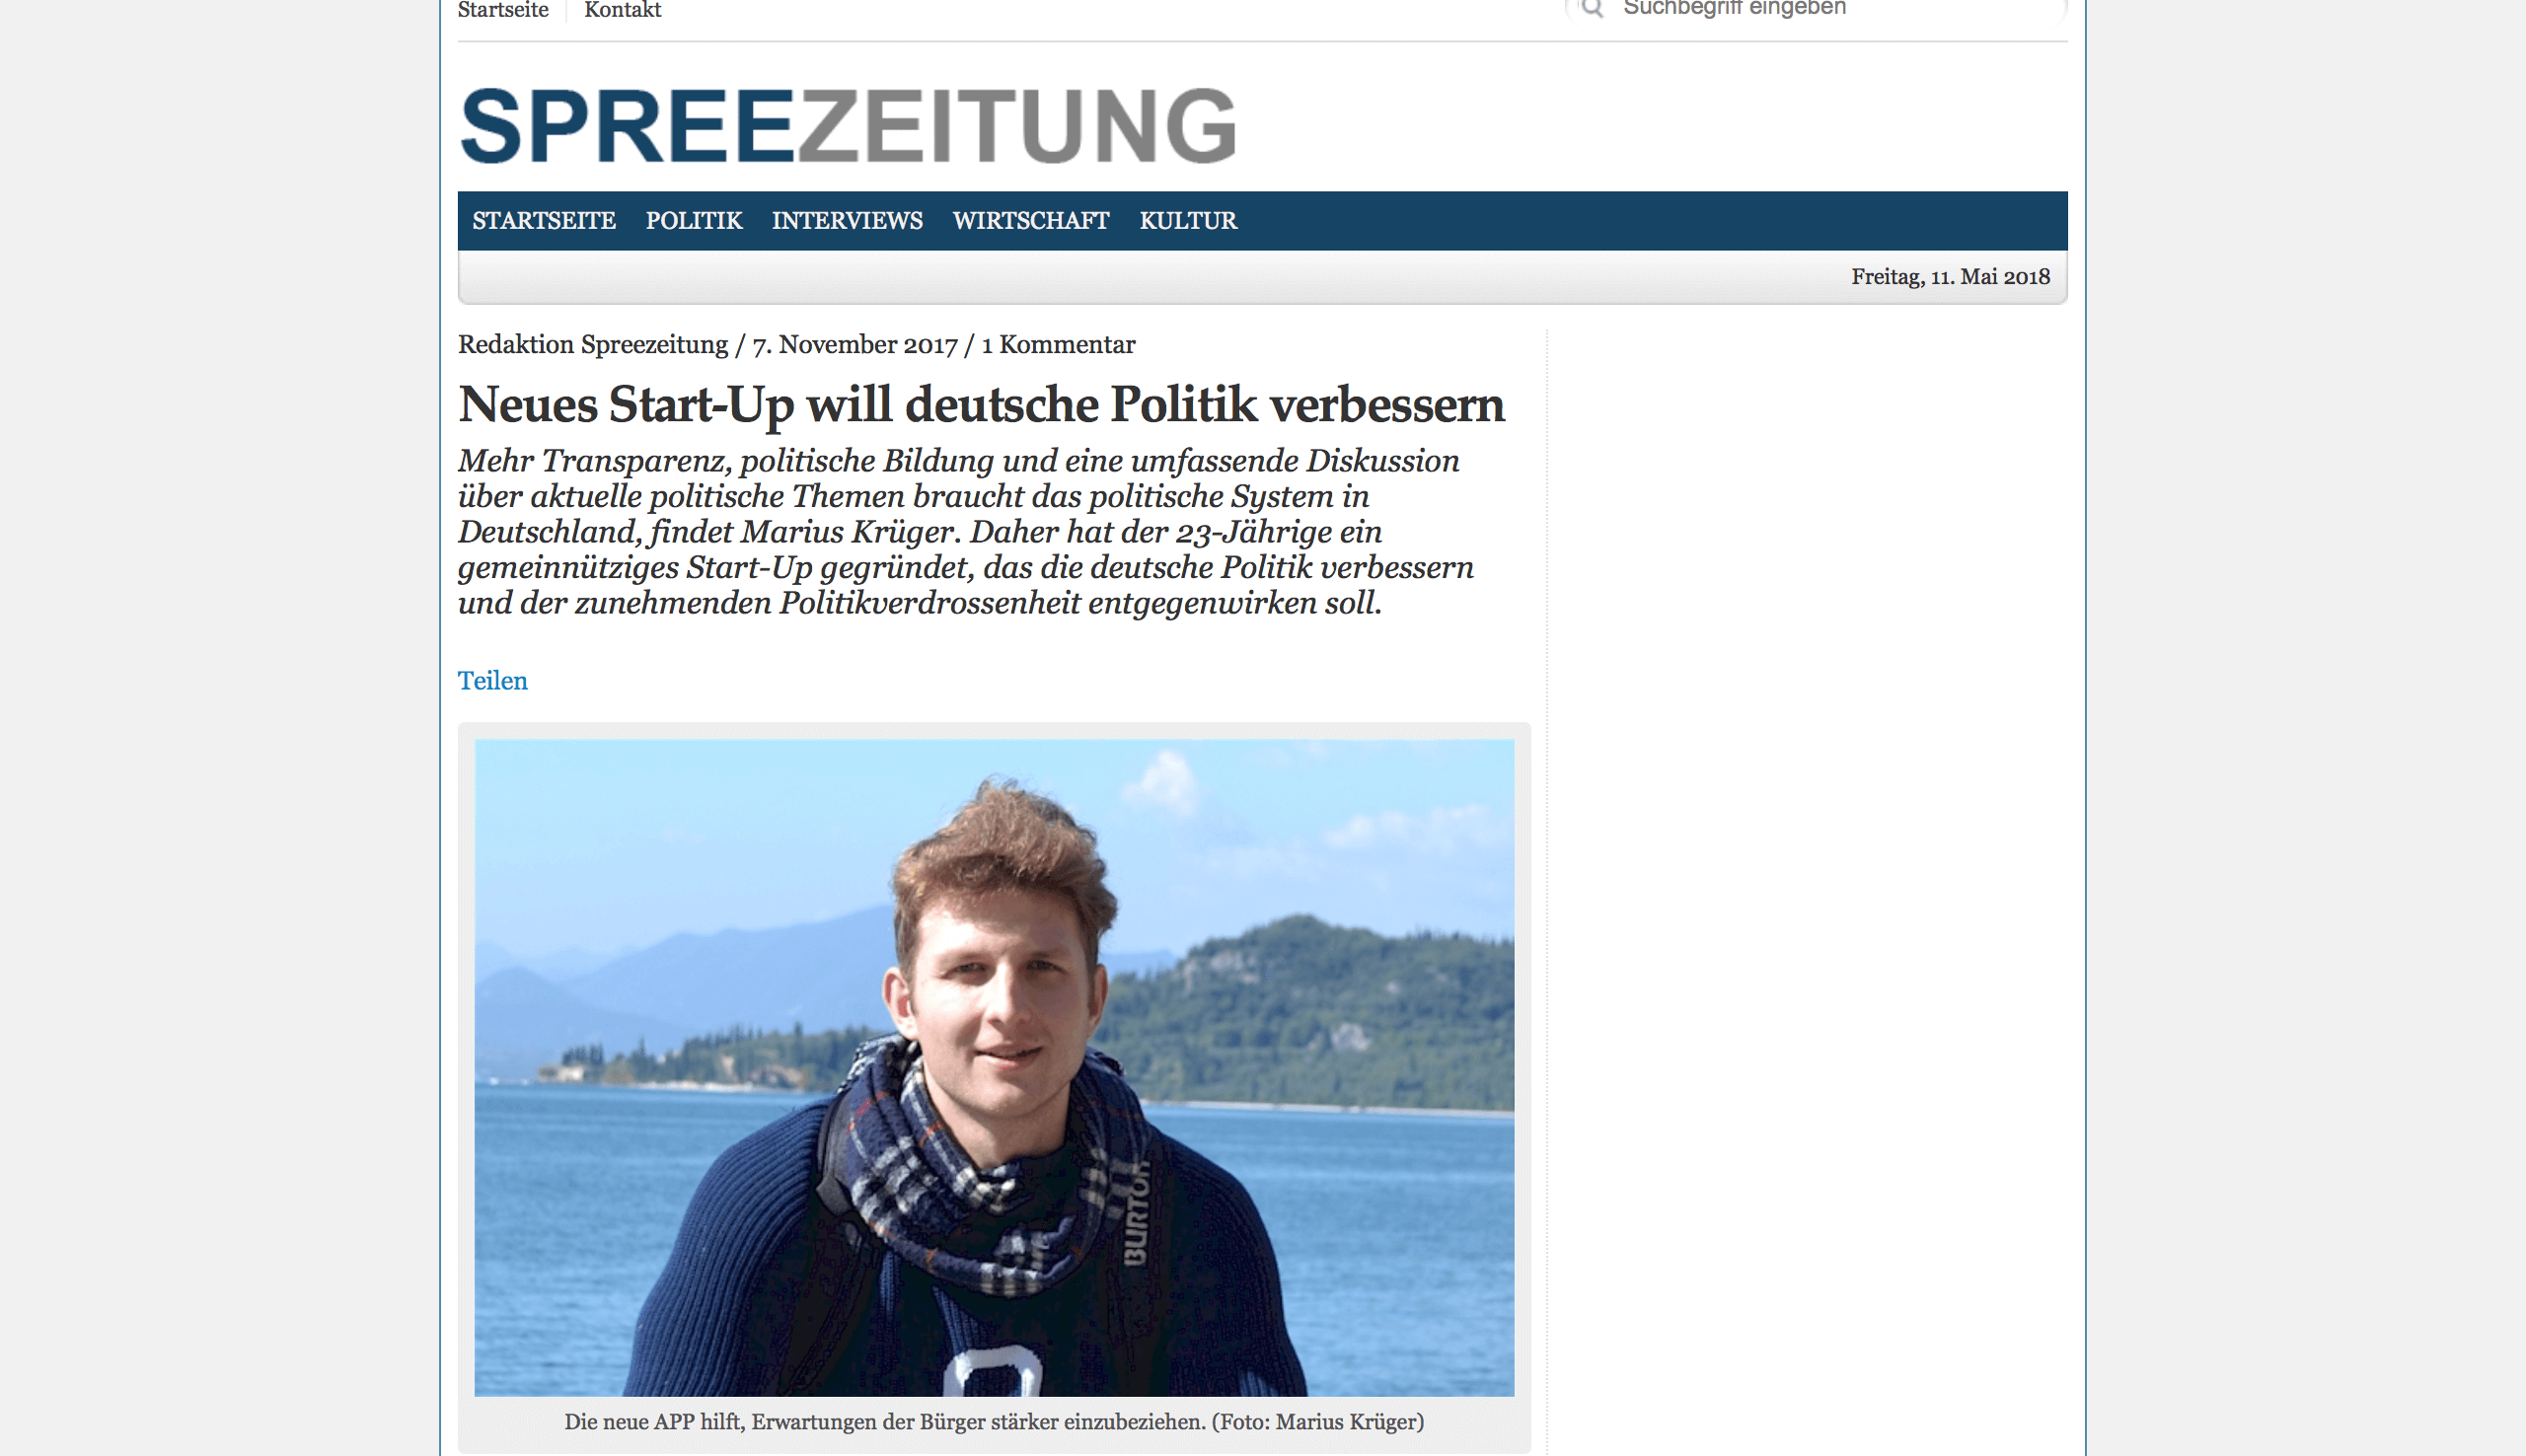 Startseite Kontakt Suchbegriff eingeben
SPREEZEITUNG
STARTSEITE POLITIK INTERVIEWS WIRTSCHAFT KULTUR
Freitag, 11. Mai 2018
Redaktion Spreezeitung / 7. November 2017 / 1 Kommentar
Neues Start-Up will deutsche Politik verbessern
Mehr Transparenz, politische Bildung und eine umfassende Diskussion
über aktuelle politische Themen braucht das politische System in
Deutschland, findet Marius Krüger. Daher hat der 23-Jährige ein
gemeinnütziges Start-Up gegründet, das die deutsche Politik verbessern
und der zunehmenden Politikverdrossenheit entgegenwirken soll.
Teilen
BURTON
Die neue APP hilft, Erwartungen der Bürger stärker einzubeziehen. (Foto: Marius Krüger)